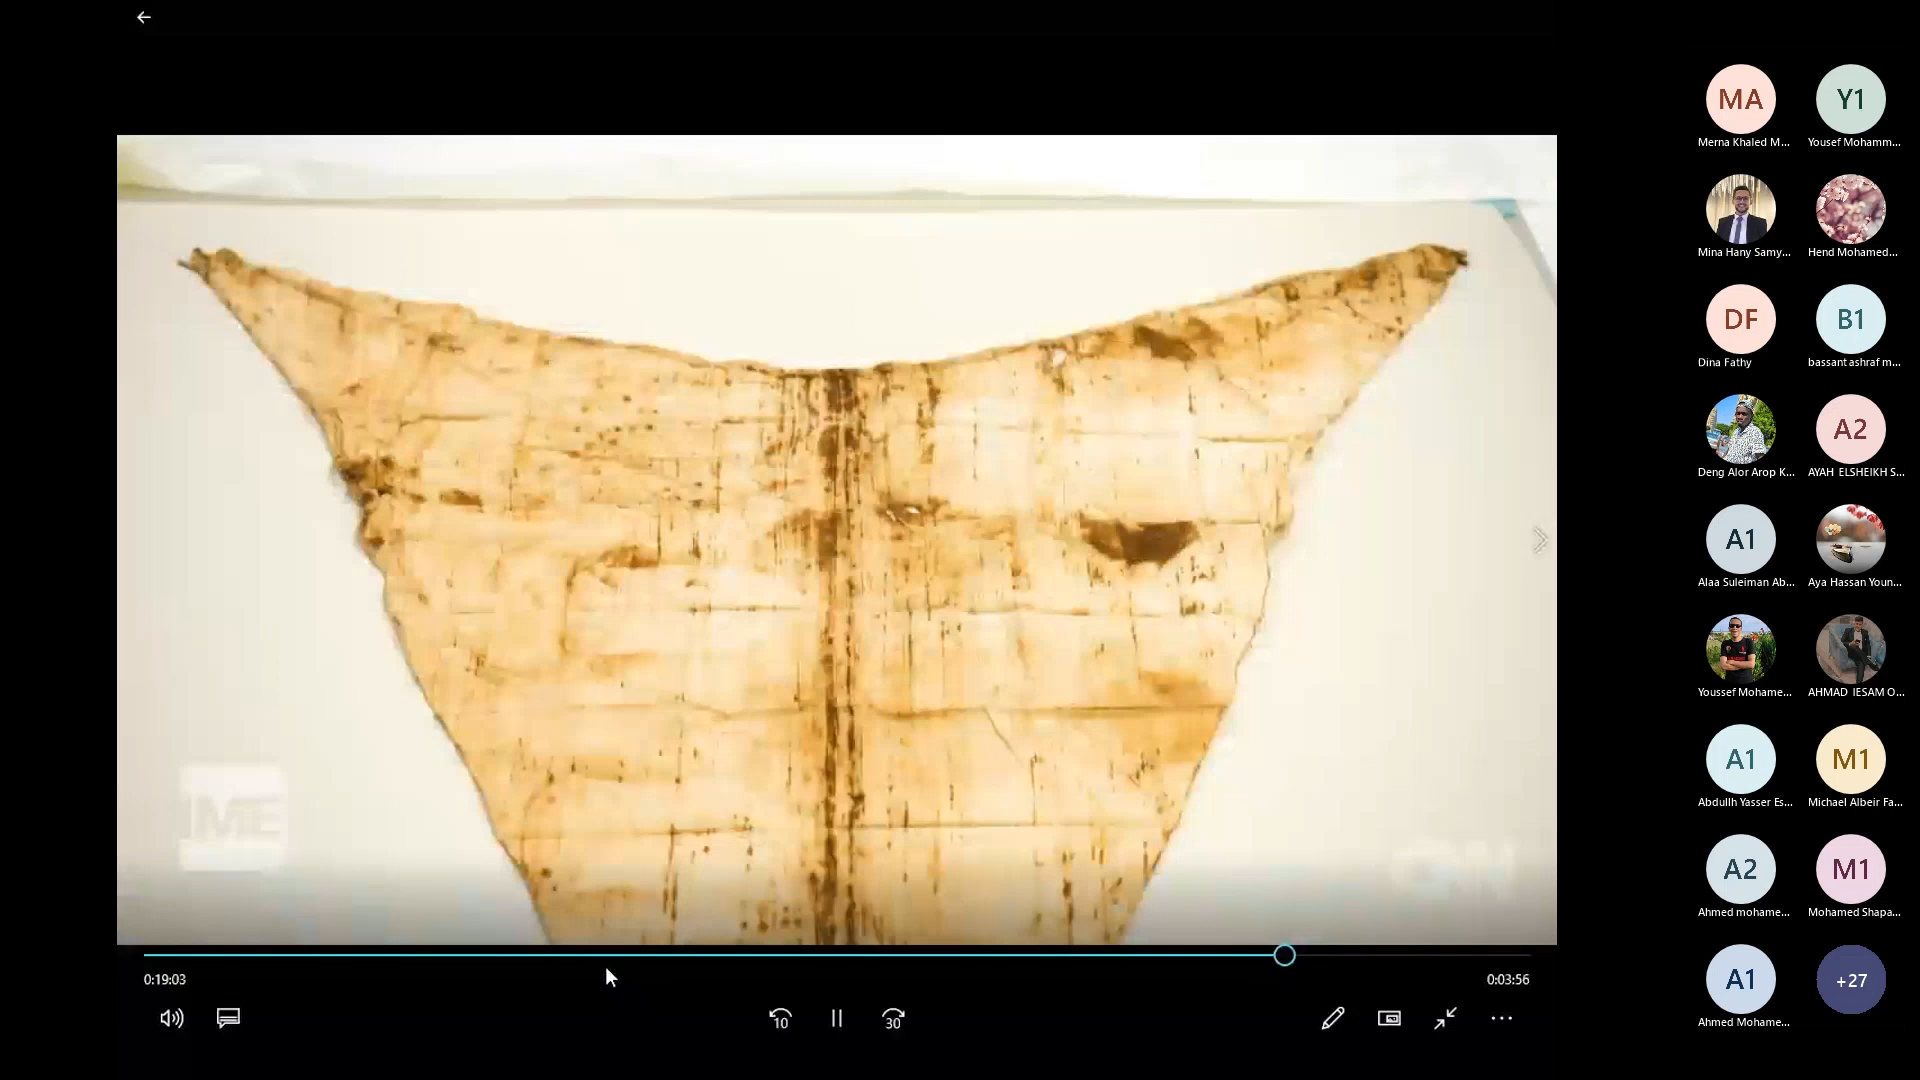 MA
Y1
Merna Khaled M...
Yousef Mohamm...
Mina Hany Samy...
Hend Mohamed...
DF
B1
Dina Fathy
bassant ashraf m...
A2
Deng Alor Arop K...
AYAH ELSHEIKH S...
A1
Alaa Suleiman Ab...
Aya Hassan Youn...
Youssef Mohame...
AHMAD IESAM O...
A1
M1
Abdullh Yasser Es...
Michael Albeir Fa...
A2
M1
Ahmed mohame...
Mohamed Shapa...
A1
+27
Ahmed Mohame...
ME
CNN
0:19:03
0:03:56
10
30